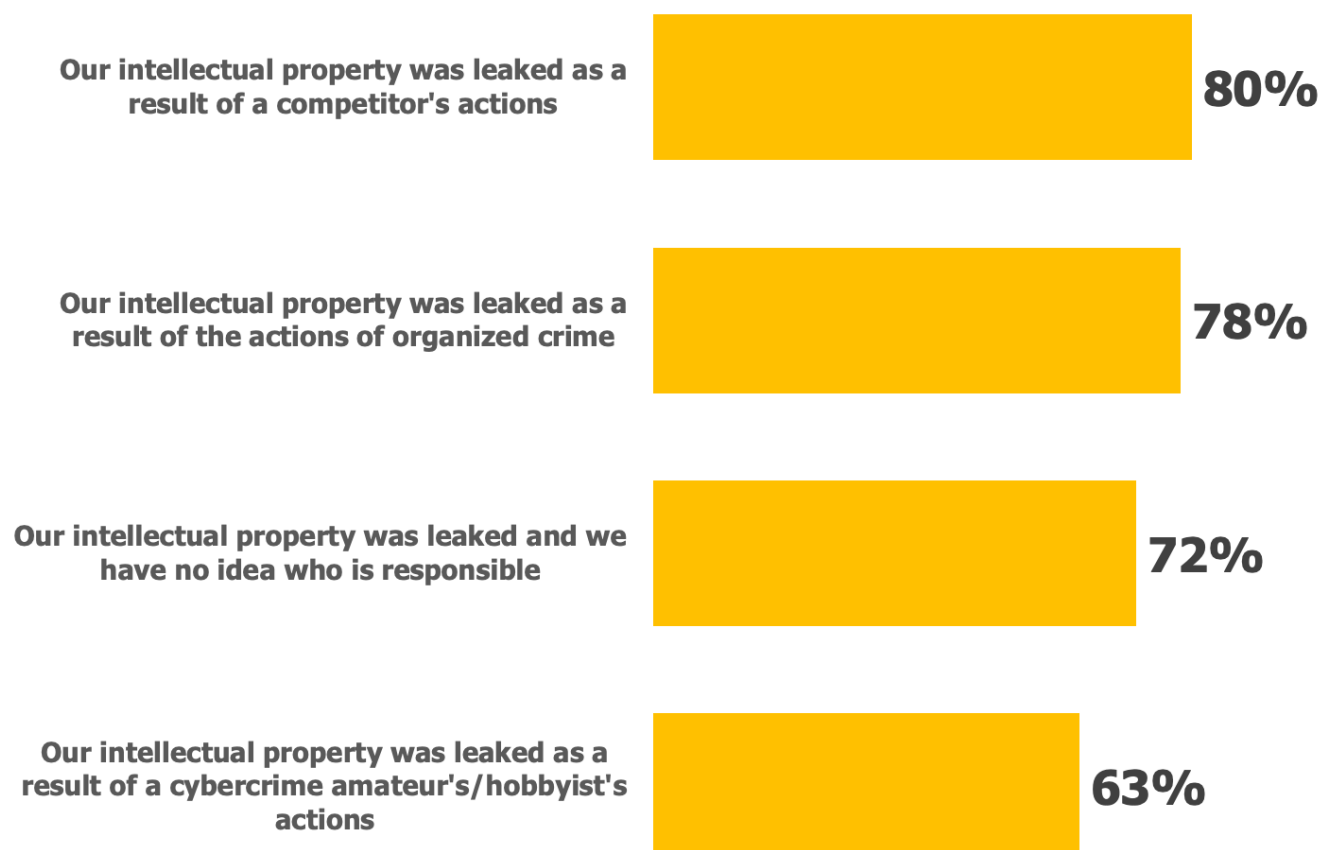 Our intellectual property was leaked as a
result of a competitor's actions
80%
Our intellectual property was leaked as a
result of the actions of organized crime
78%
Our intellectual property was leaked and we
have no idea who is responsible
72%
Our intellectual property was leaked as a
result of a cybercrime amateur's/hobbyist's
actions
63%